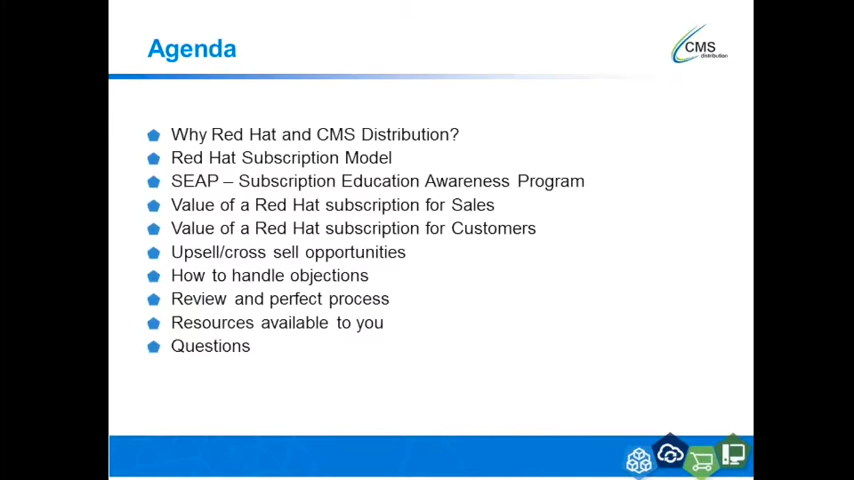 Agenda
CMS
distribution
Why Red Hat and CMS Distribution?
Red Hat Subscription Model
SEAP – Subscription Education Awareness Program
Value of a Red Hat subscription for Sales
Value of a Red Hat subscription for Customers
Upsell/cross sell opportunities
How to handle objections
Review and perfect process
Resources available to you
Questions